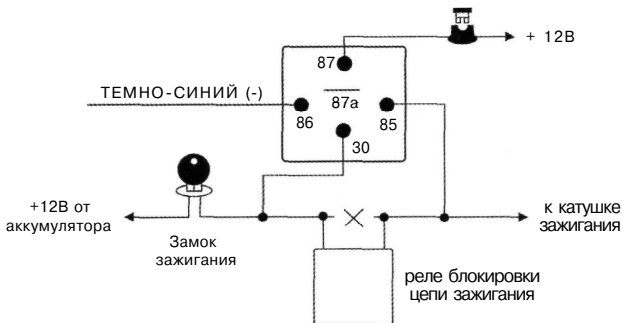 + 12В
87
ТЕМНО-СИНИЙ (-)
87а
86
85
30
+12В от
аккумулятора
Замок
зажигания
к катушке
зажигания
реле блокировки
цепи зажигания